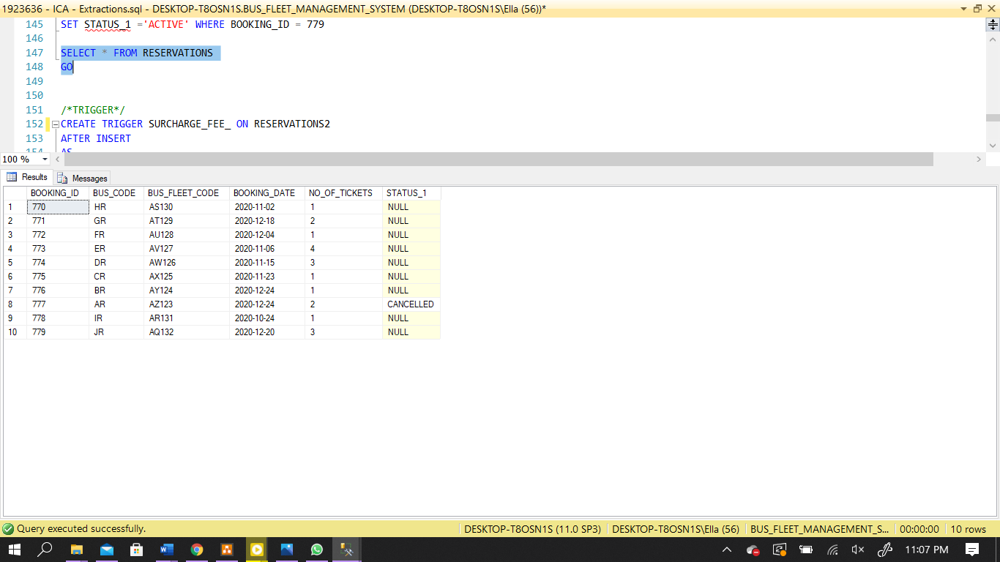 1923636 - ICA - Extractions.sql - DESKTOP-T8OSN1S.BUS_FLEET_MANAGEMENT_SYSTEM (DESKTOP-T8OSN1S\Ella (56))*
145 SET STATUS_1 ='ACTIVE' WHERE BOOKING_ID = 779
146
147 SELECT * FROM RESERVATIONS
148 GO
149
150
151 /*TRIGGER*/
152 CREATE TRIGGER SURCHARGE_FEE_ ON RESERVATIONS2
153 AFTER INSERT
154 AS
100 %
Results Messages
BOOKING_ID BUS_CODE BUS_FLEET_CODE BOOKING_DATE NO_OF_TICKETS STATUS_1
1 770 HR AS130 2020-11-02 1 NULL
2 771 GR AT129 2020-12-18 2 NULL
3 772 FR AU128 2020-12-04 1 NULL
4 773 ER AV127 2020-11-06 4 NULL
5 774 DR AW126 2020-11-15 3 NULL
6 775 CR AX125 2020-11-23 1 NULL
7 776 BR AY124 2020-12-24 1 NULL
8 777 AR AZ123 2020-12-24 2 CANCELLED
9 778 IR AR131 2020-10-24 1 NULL
10 779 JR AQ132 2020-12-20 3 NULL
Query executed successfully. DESKTOP-T8OSN1S (11.0 SP3) DESKTOP-T8OSN1S\Ella (56) BUS_FLEET_MANAGEMENT_S... 00:00:00 10 rows
11:07 PM